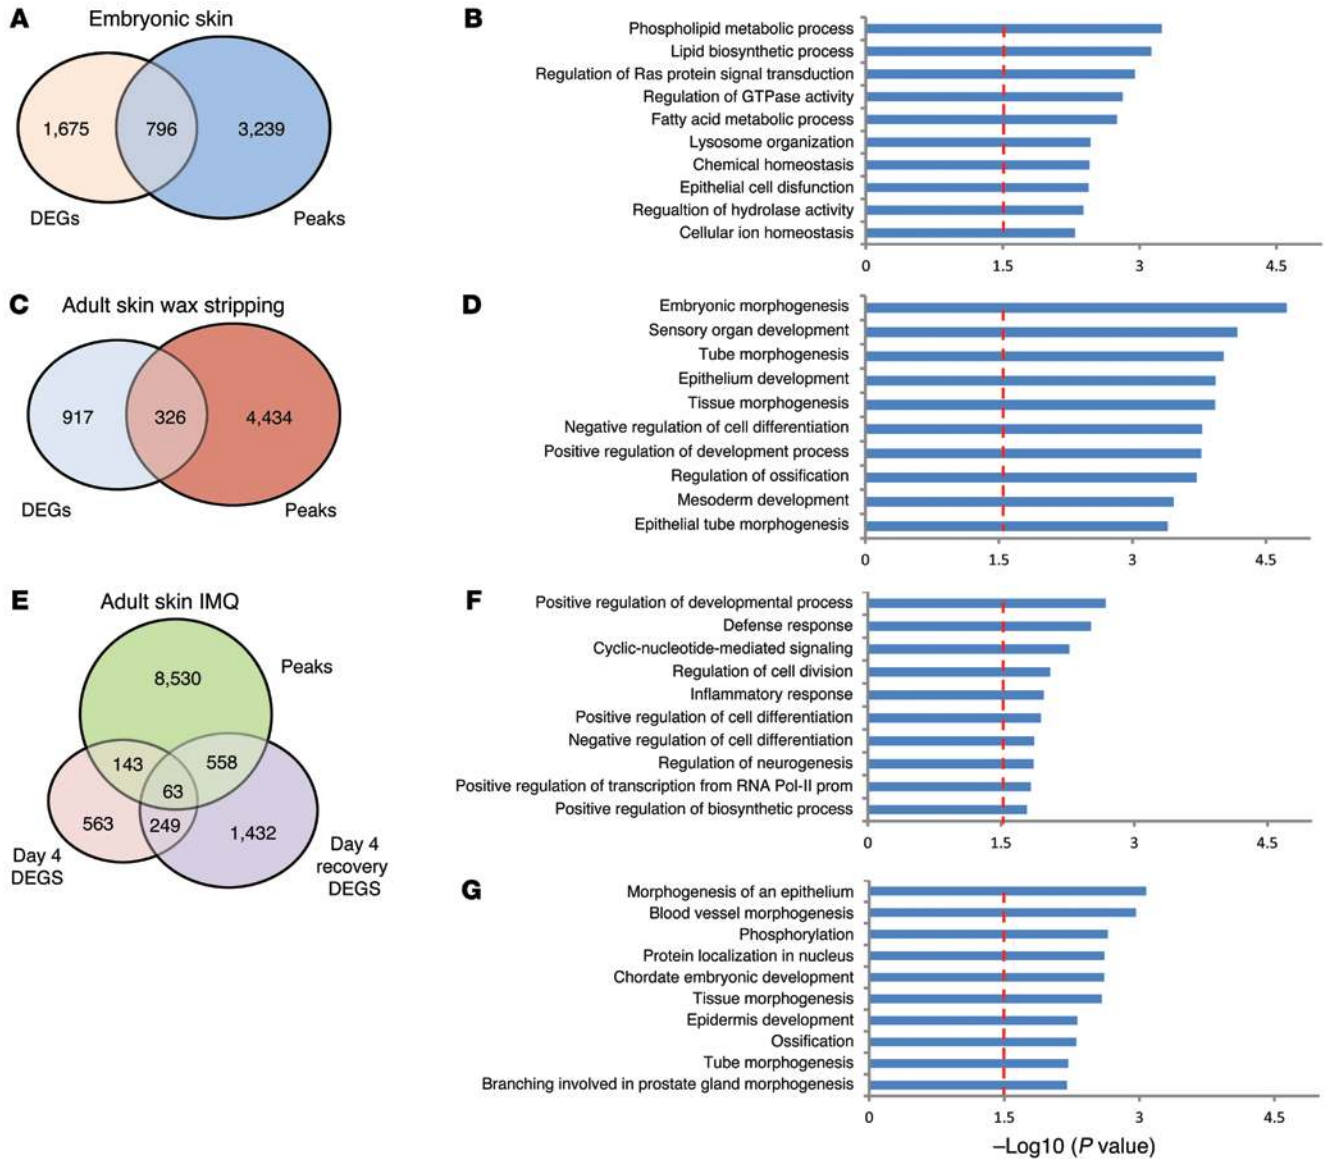 A
Embryonic skin
1,675
796
3,239
DEGs
Peaks
B
Phospholipid metabolic process
Lipid biosynthetic process
Regulation of Ras protein signal transduction
Regulation of GTPase activity
Fatty acid metabolic process
Lysosome organization
Chemical homeostasis
Epithelial cell disfunction
Regualtion of hydrolase activity
Cellular ion homeostasis
0 1.5 3 4.5
C
Adult skin wax stripping
917
326
4,434
DEGs
Peaks
D
Embryonic morphogenesis
Sensory organ development
Tube morphogenesis
Epithelium development
Tissue morphogenesis
Negative regulation of cell differentiation
Positive regulation of development process
Regulation of ossification
Mesoderm development
Epithelial tube morphogenesis
0 1.5 3 4.5
E
Adult skin IMQ
8,530
Peaks
143
558
63
563
249
1,432
Day 4
DEGS
Day 4
recovery
DEGS
F
Positive regulation of developmental process
Defense response
Cyclic-nucleotide-mediated signaling
Regulation of cell division
Inflammatory response
Positive regulation of cell differentiation
Negative regulation of cell differentiation
Regulation of neurogenesis
Positive regulation of transcription from RNA Pol-II prom
Positive regulation of biosynthetic process
0 1.5 3 4.5
G
Morphogenesis of an epithelium
Blood vessel morphogenesis
Phosphorylation
Protein localization in nucleus
Chordate embryonic development
Tissue morphogenesis
Epidermis development
Ossification
Tube morphogenesis
Branching involved in prostate gland morphogenesis
0 1.5 3 4.5
–Log10 (P value)